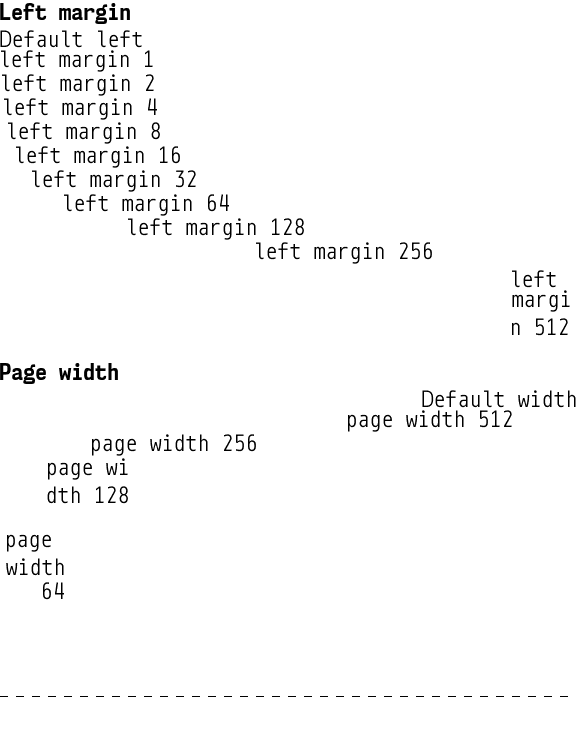 Left margin
Default left
left margin 1
left margin 2
left margin 4
left margin 8
left margin 16
left margin 32
left margin 64
left margin 128
left margin 256
left
margi
n 512
Page width
Default width
page width 512
page width 256
page wi
dth 128
page
width
64